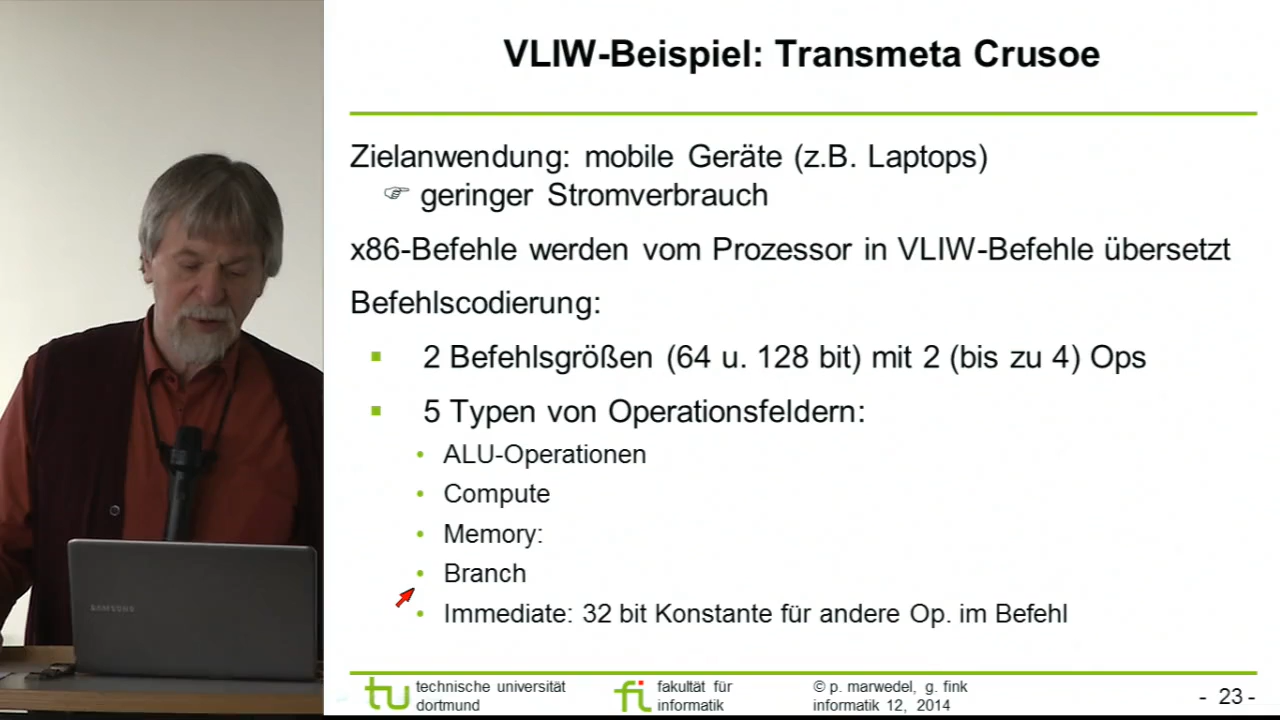 VLIW-Beispiel: Transmeta Crusoe
Zielanwendung: mobile Geräte (z.B. Laptops)
☞ geringer Stromverbrauch
x86-Befehle werden vom Prozessor in VLIW-Befehle übersetzt
Befehlscodierung:
▪ 2 Befehlsgrößen (64 u. 128 bit) mit 2 (bis zu 4) Ops
▪ 5 Typen von Operationsfeldern:
• ALU-Operationen
• Compute
• Memory:
• Branch
• Immediate: 32 bit Konstante für andere Op. im Befehl
SAMSUNG
tu technische universität
dortmund
fi fakultät für
informatik
© p. marwedel, g. fink
informatik 12, 2014
- 23 -